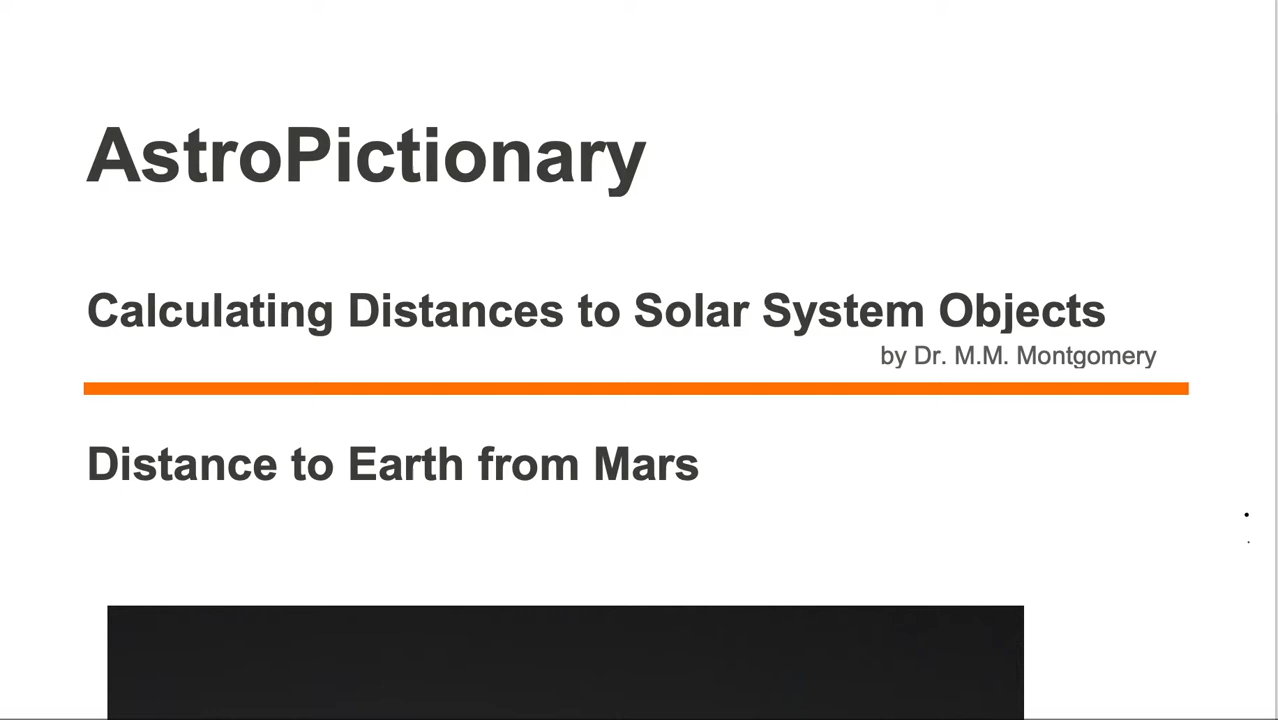 AstroPictionary
Calculating Distances to Solar System Objects
by Dr. M.M. Montgomery
Distance to Earth from Mars